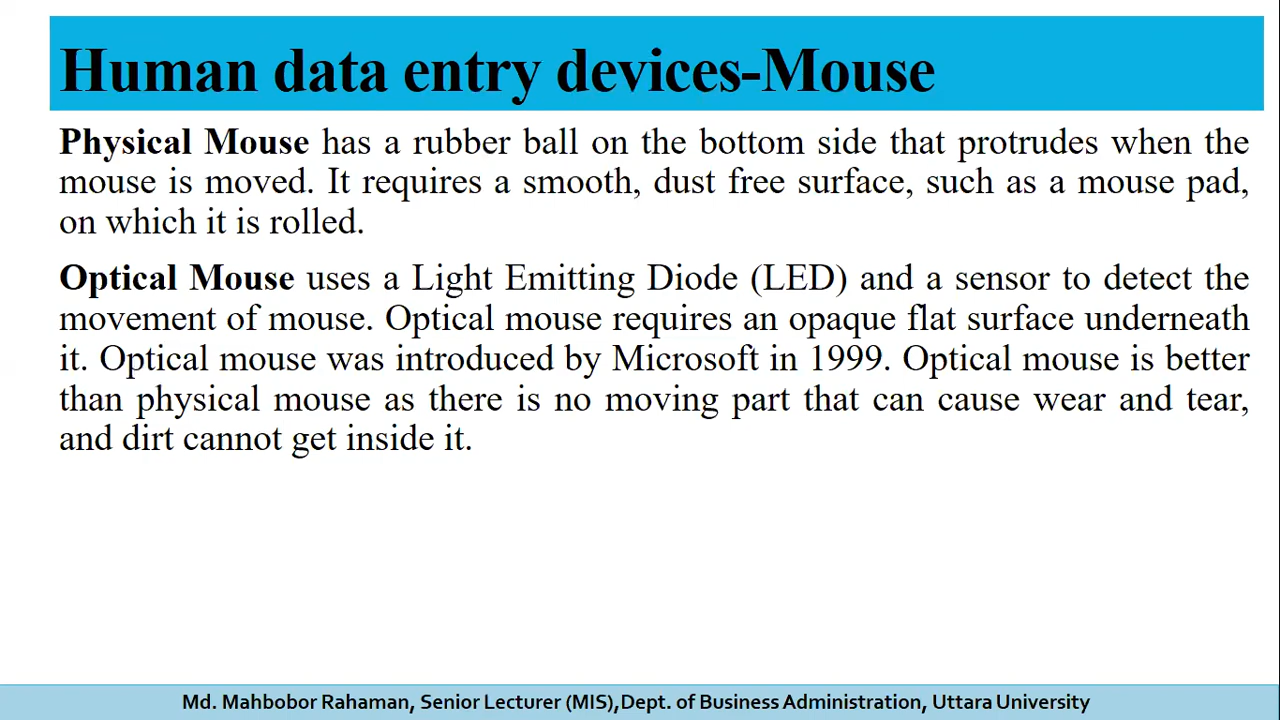 Human data entry devices-Mouse
Physical Mouse has a rubber ball on the bottom side that protrudes when the
mouse is moved. It requires a smooth, dust free surface, such as a mouse pad,
on which it is rolled.
Optical Mouse uses a Light Emitting Diode (LED) and a sensor to detect the
movement of mouse. Optical mouse requires an opaque flat surface underneath
it. Optical mouse was introduced by Microsoft in 1999. Optical mouse is better
than physical mouse as there is no moving part that can cause wear and tear,
and dirt cannot get inside it.
Md. Mahbobor Rahaman, Senior Lecturer (MIS),Dept. of Business Administration, Uttara University